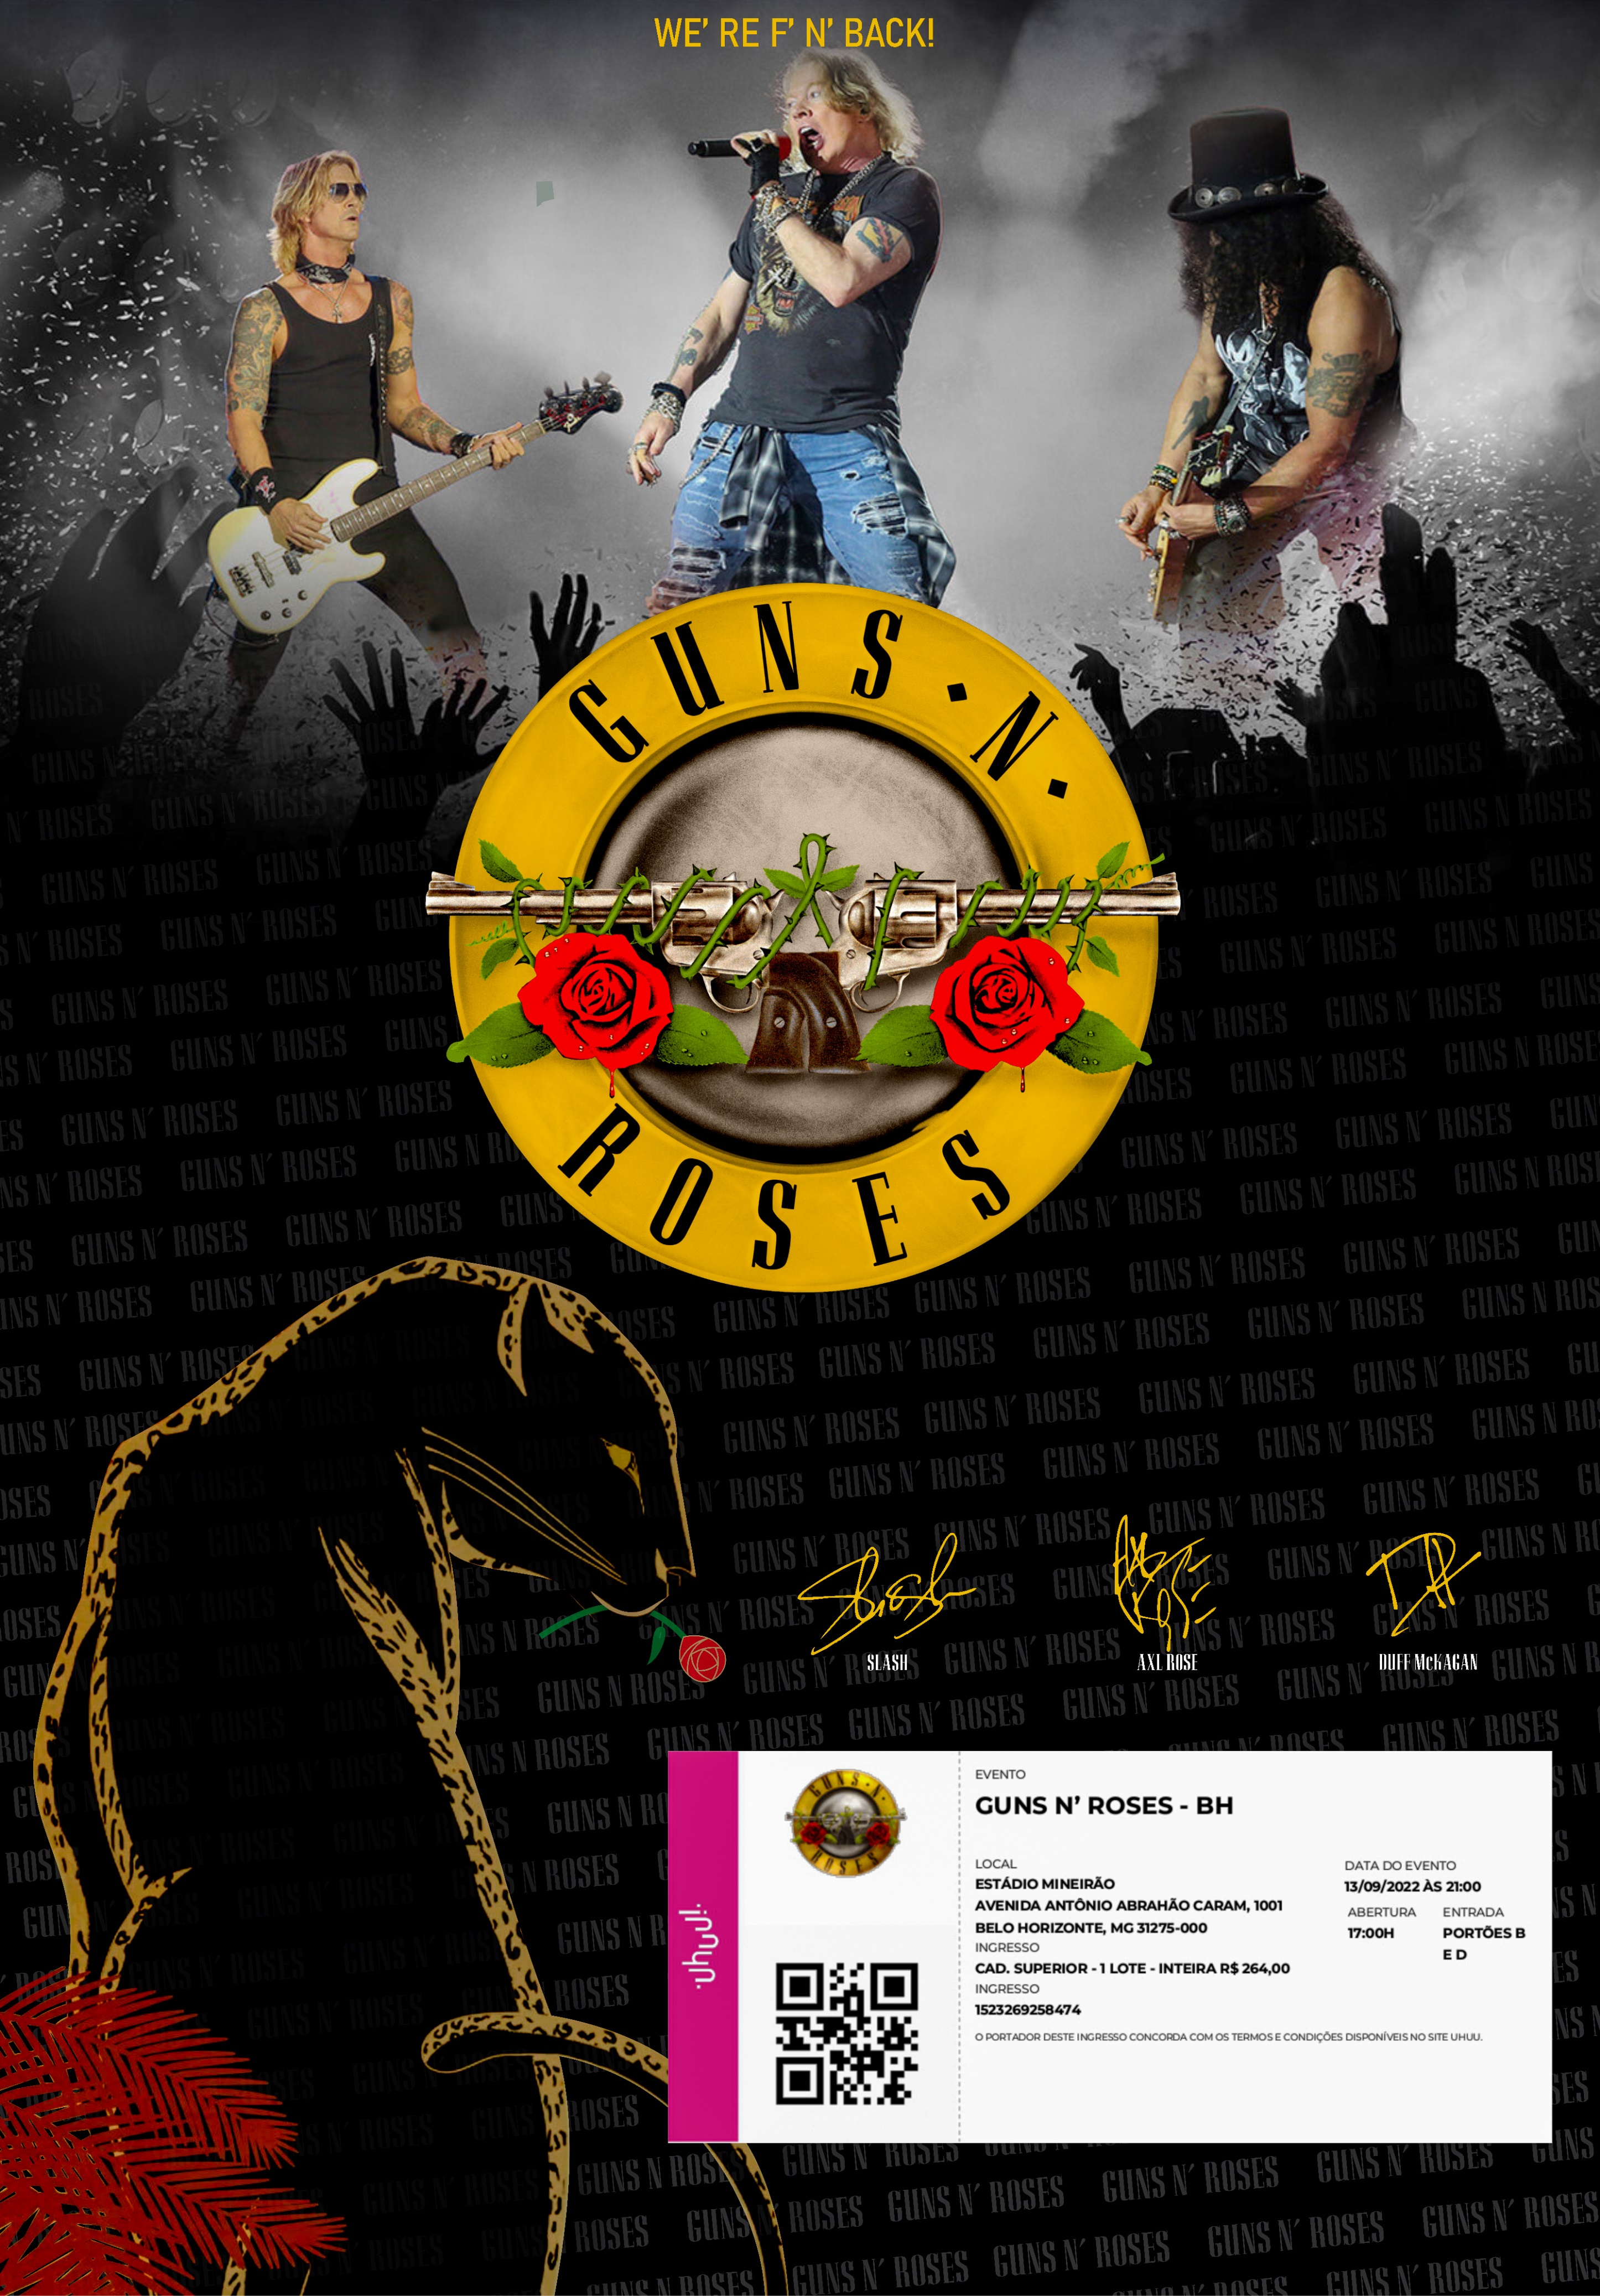 WE' RE F' N' BACK!
GUNS·N·
ROSES
SLASH
AXL ROSE
DUFF McKAGAN
uhuu!
EVENTO
GUNS N' ROSES - BH
LOCAL
ESTÁDIO MINEIRÃO
AVENIDA ANTÔNIO ABRAHÃO CARAM, 1001
BELO HORIZONTE, MG 31275-000
INGRESSO
CAD. SUPERIOR - 1 LOTE - INTEIRA R$ 264,00
INGRESSO
1523269258474
DATA DO EVENTO
13/09/2022 ÀS 21:00
ABERTURA
17:00H
ENTRADA
PORTÕES B
E D
O PORTADOR DESTE INGRESSO CONCORDA COM OS TERMOS E CONDIÇÕES DISPONÍVEIS NO SITE UHUU.
GUNS N' ROSES